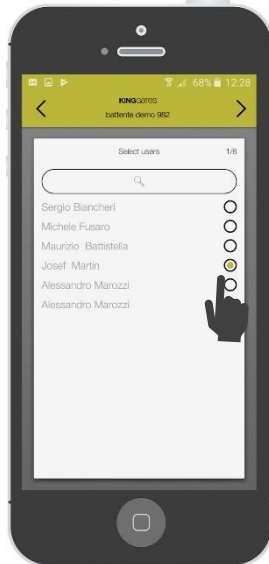 68% 12:28
KINGgates
battente demo 982
Select users 1/6
Sergio Biancheri
Michele Fusaro
Maurizio Battistella
Josef Martin
Alessandro Marozzi
Alessandro Marozzi